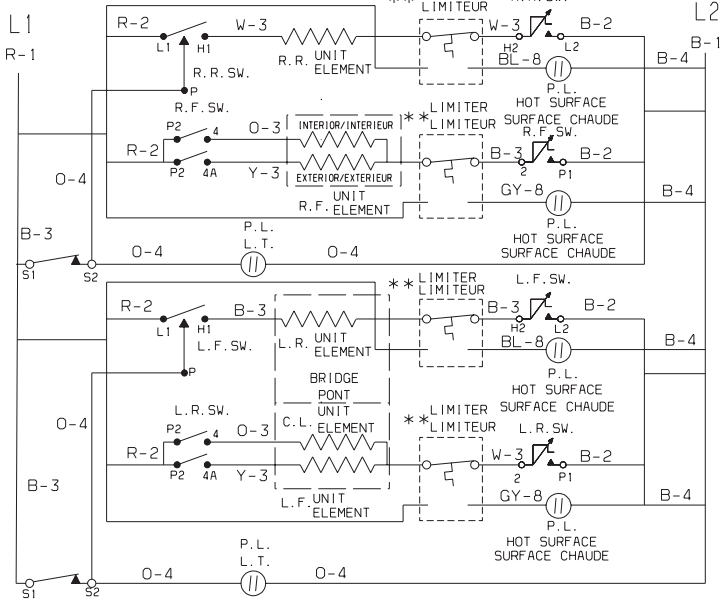 LIMITEUR
L1
R-2
W-3
W-3
B-2
L2
R-1
L1
H1
R.R.
UNIT
ELEMENT
H2
L2
B-1
BL-8
B-4
R.R.SW.
P
P.L.
HOT SURFACE
SURFACE CHAUDE
R.F.SW.
O-3
INTERIOR/INTERIEUR
**LIMITER
LIMITEUR
R.F.SW.
P2
4
R-2
B-3
B-2
P2
4A
Y-3
EXTERIOR/EXTERIEUR
2
P1
O-4
UNIT
R.F. ELEMENT
GY-8
B-4
P.L.
HOT SURFACE
SURFACE CHAUDE
B-3
P.L.
L.T.
O-4
O-4
S1
S2
**LIMITER
LIMITEUR
L.F.SW.
R-2
B-3
B-3
B-2
L1
H1
L.R.
UNIT
ELEMENT
H2
L2
BL-8
B-4
L.F.SW.
P
BRIDGE
PONT
P.L.
HOT SURFACE
SURFACE CHAUDE
L.R.SW.
UNIT
C.L. ELEMENT
**LIMITER
LIMITEUR
L.R.SW.
O-4
P2
4
O-3
R-2
W-3
B-2
P2
4A
Y-3
2
P1
B-3
L.F. UNIT
ELEMENT
GY-8
B-4
P.L.
HOT SURFACE
SURFACE CHAUDE
P.L.
L.T.
O-4
O-4
S1
S2